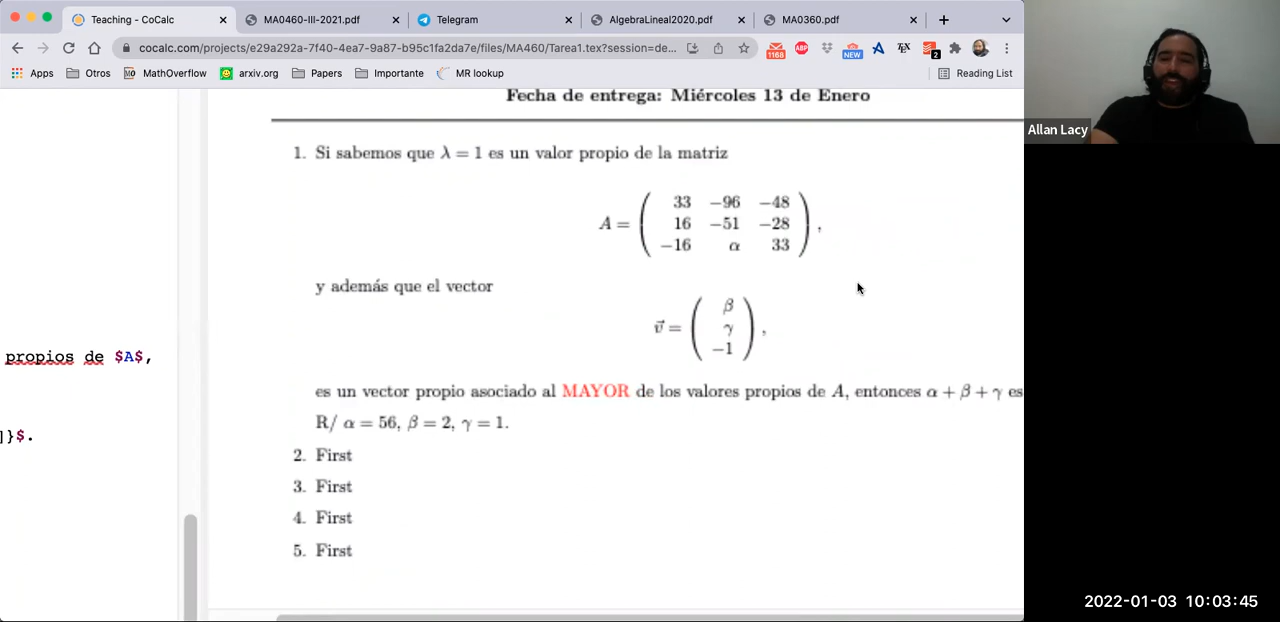 Teaching - CoCalc
MA0460-III-2021.pdf
Telegram
AlgebraLineal2020.pdf
MA0360.pdf
cocalc.com/projects/e29a292a-7f40-4ea7-9a87-b95c1fa2da7e/files/MA460/Tarea1.tex?session=de...
1168
ABP
NEW
2
Apps
Otros
MathOverflow
arxiv.org
Papers
Importante
MR lookup
Reading List
Allan Lacy
Fecha de entrega: Miércoles 13 de Enero
1. Si sabemos que λ = 1 es un valor propio de la matriz
A = ( 33 −96 −48
16 −51 −28
−16 α 33 ) ,
y además que el vector
v⃗ = ( β
γ
−1 ) ,
propios de $A$,
es un vector propio asociado al MAYOR de los valores propios de A, entonces α + β + γ es
R/ α = 56, β = 2, γ = 1.
]}$.
2. First
3. First
4. First
5. First
2022-01-03 10:03:45